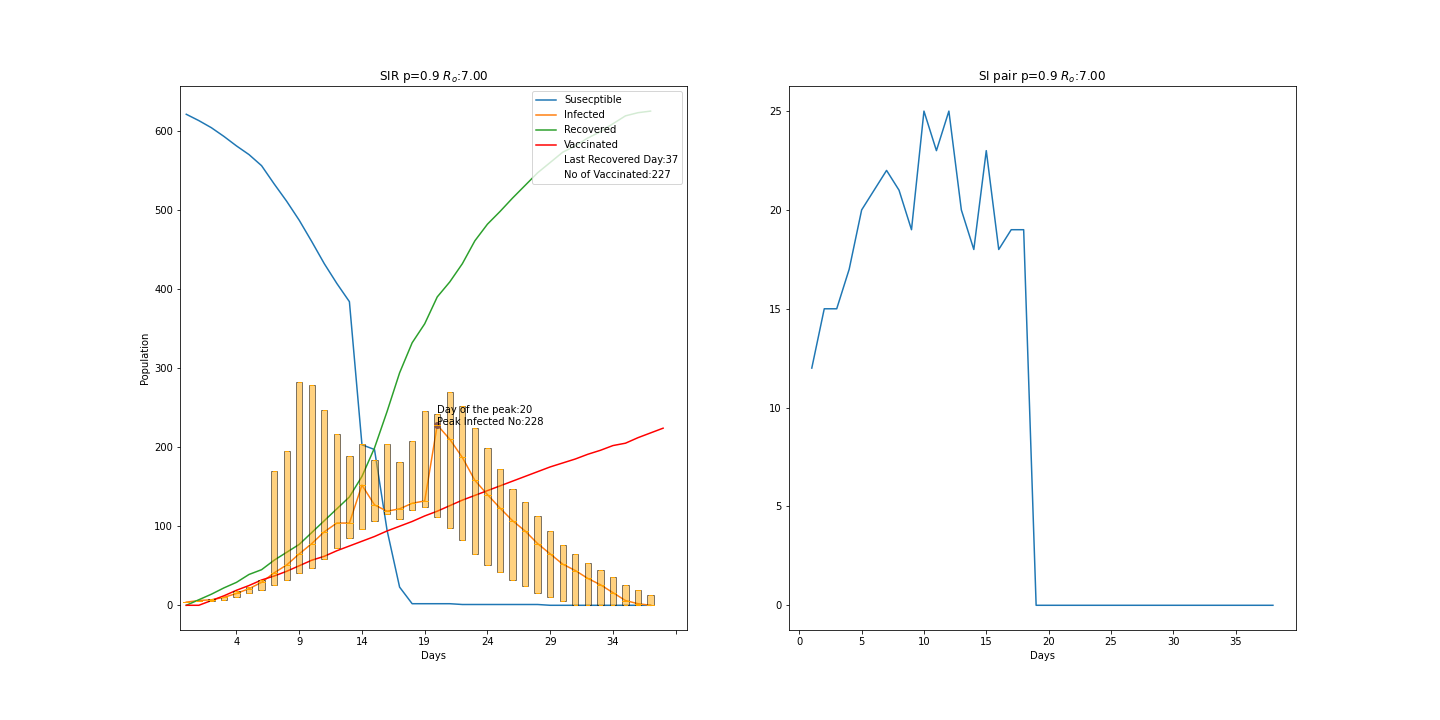 SIR p=0.9 Rₒ:7.00
Susecptible
Infected
Recovered
Vaccinated
Last Recovered Day:37
No of Vaccinated:227
600
500
400
300
200
100
0
Population
Day of the peak:20
Peak Infected No:228
4 9 14 19 24 29 34
Days
SI pair p=0.9 Rₒ:7.00
25
20
15
10
5
0
0 5 10 15 20 25 30 35
Days